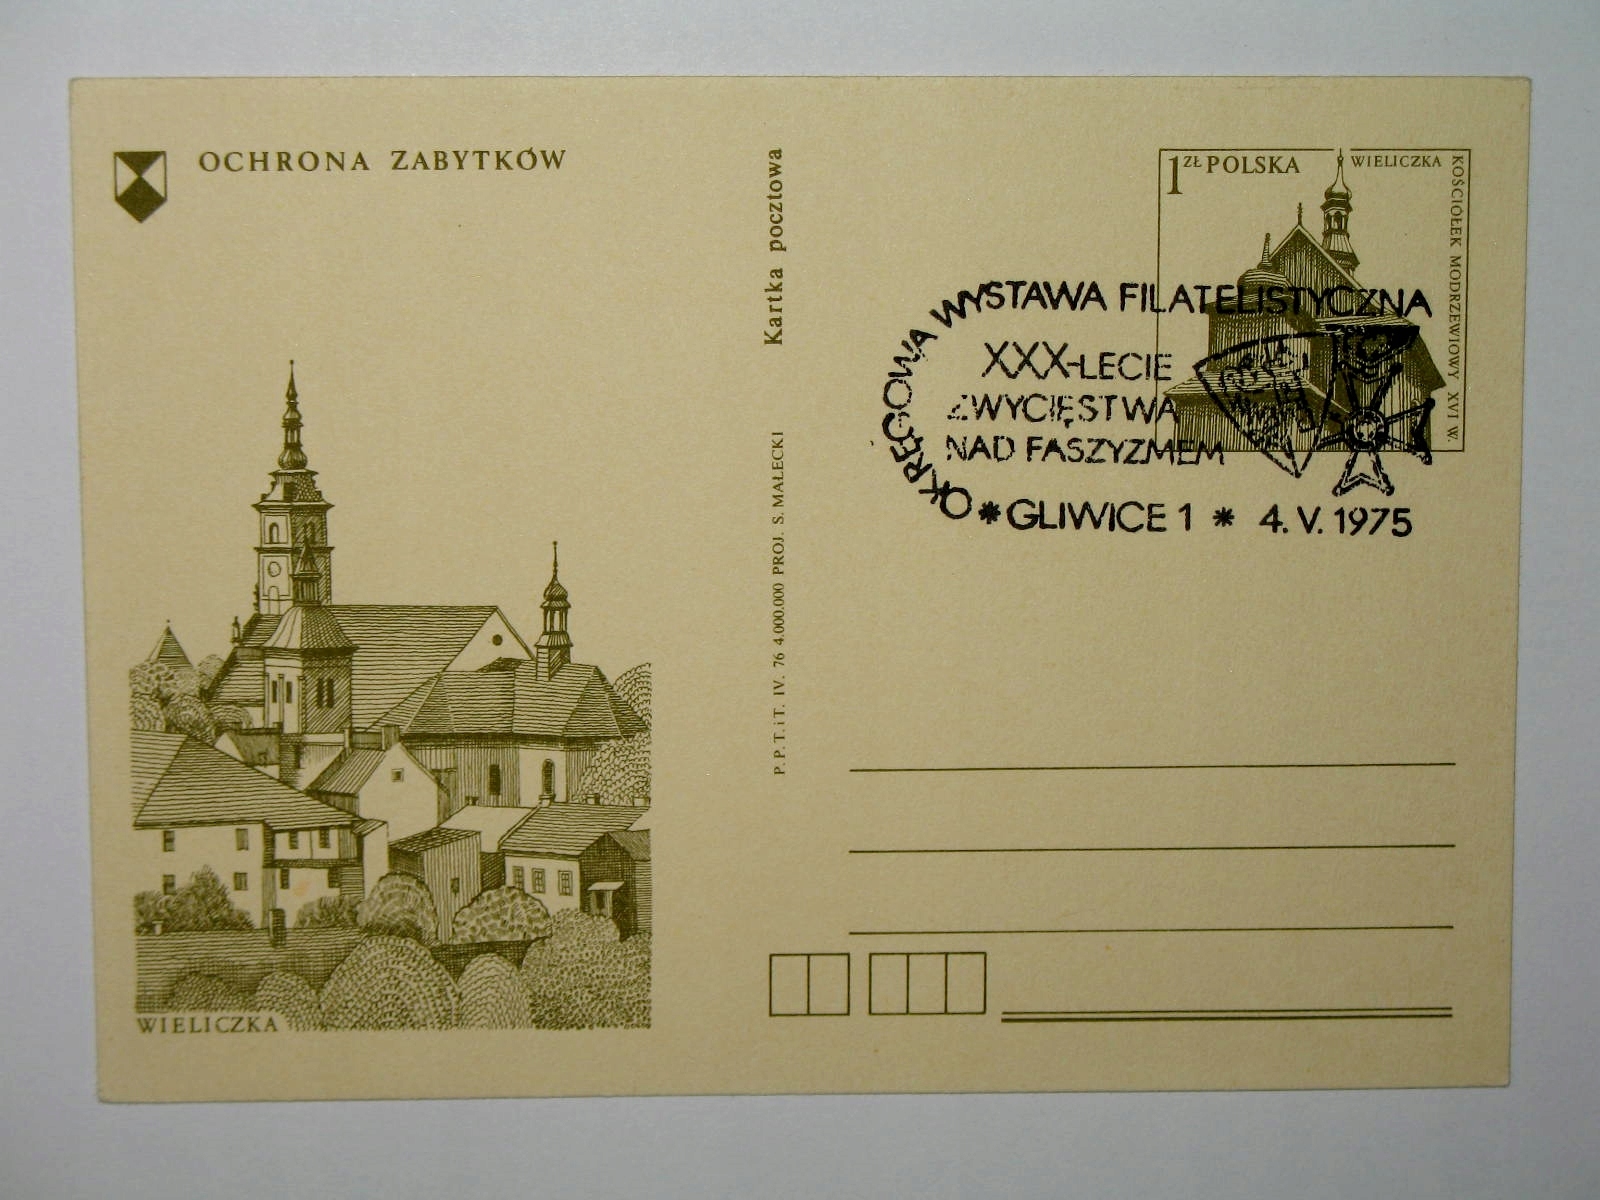 OCHRONA ZABYTKÓW
WIELICZKA
Kartka pocztowa
P. P. T. i T. IV. 76 4.000.000 PROJ. S. MAŁECKI
1 ZŁ POLSKA
WIELICZKA
KOŚCIÓŁEK MODRZEWIOWY XVI W.
OKRĘGOWA WYSTAWA FILATELISTYCZNA
XXX-LECIE
ZWYCIĘSTWA
NAD FASZYZMEM
* GLIWICE 1 * 4. V. 1975